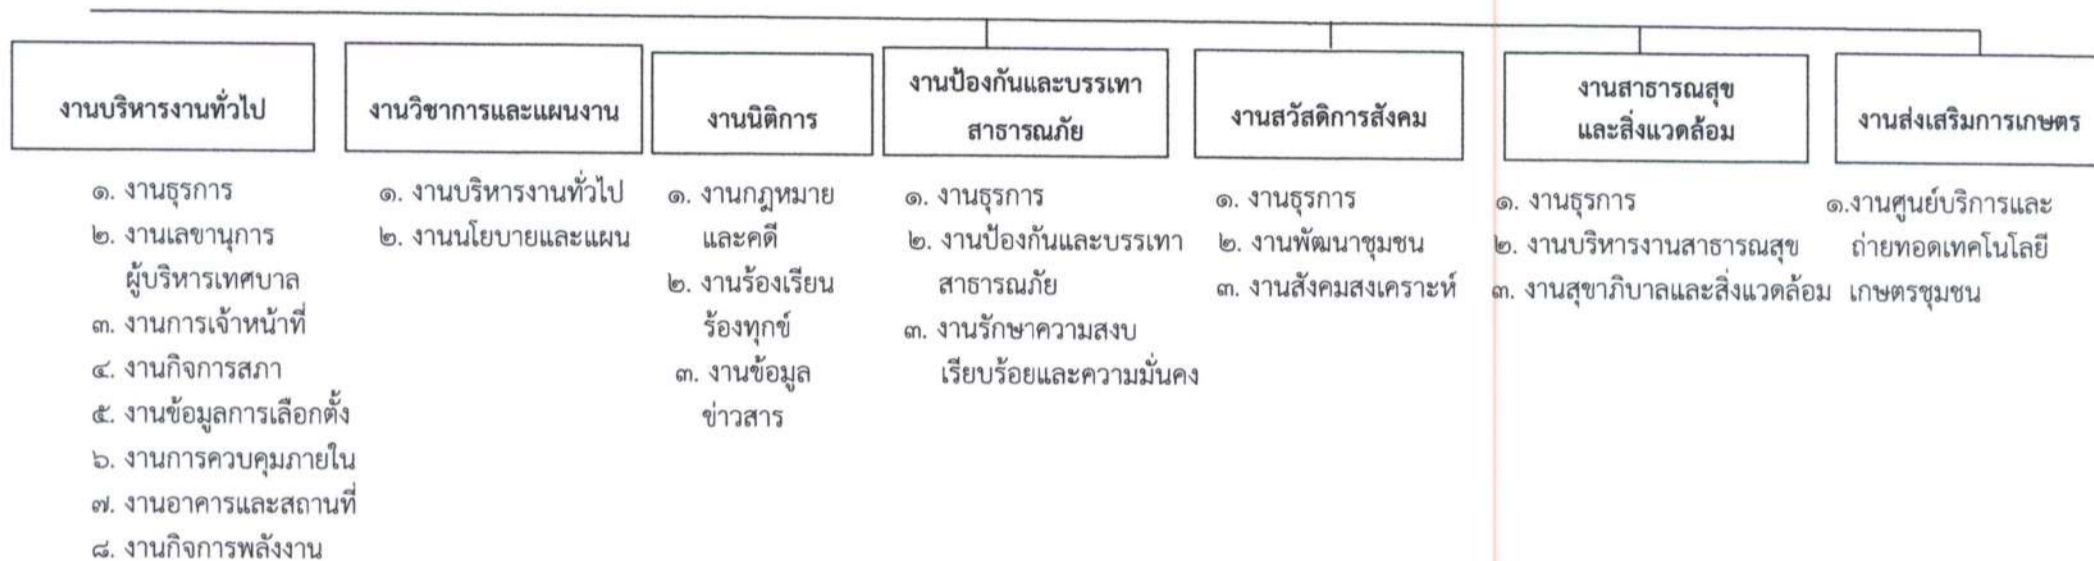 งานบริหารงานทั่วไป
๑. งานธุรการ
๒. งานเลขานุการ
ผู้บริหารเทศบาล
๓. งานการเจ้าหน้าที่
๔. งานกิจการสภา
๕. งานข้อมูลการเลือกตั้ง
๖. งานการควบคุมภายใน
๗. งานอาคารและสถานที่
๘. งานกิจการพลังงาน
งานวิชาการและแผนงาน
๑. งานบริหารงานทั่วไป
๒. งานนโยบายและแผน
งานนิติการ
๑. งานกฎหมาย
และคดี
๒. งานร้องเรียน
ร้องทุกข์
๓. งานข้อมูล
ข่าวสาร
งานป้องกันและบรรเทา
สาธารณภัย
๑. งานธุรการ
๒. งานป้องกันและบรรเทา
สาธารณภัย
๓. งานรักษาความสงบ
เรียบร้อยและความมั่นคง
งานสวัสดิการสังคม
๑. งานธุรการ
๒. งานพัฒนาชุมชน
๓. งานสังคมสงเคราะห์
งานสาธารณสุข
และสิ่งแวดล้อม
๑. งานธุรการ
๒. งานบริหารงานสาธารณสุข
๓. งานสุขาภิบาลและสิ่งแวดล้อม
งานส่งเสริมการเกษตร
๑.งานศูนย์บริการและ
ถ่ายทอดเทคโนโลยี
เกษตรชุมชน